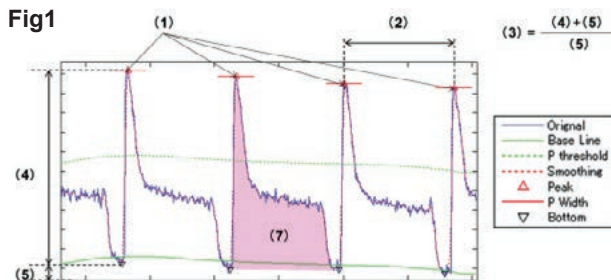 Fig1
(1)
(2)
(3) = (4)+(5) / (5)
(4)
(5)
(7)
Orignal
Base Line
P threshold
Smoothing
Peak
P Width
Bottom